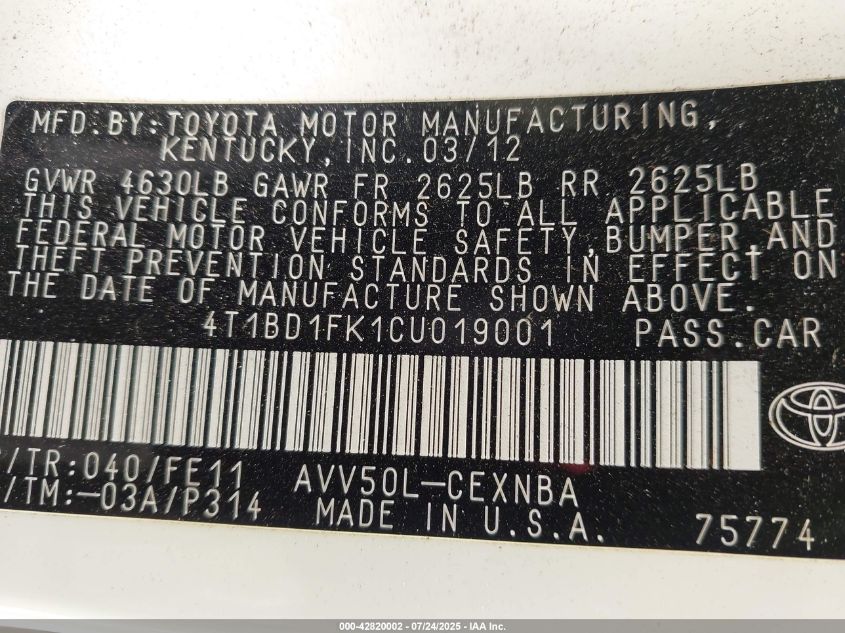 MFD.BY:TOYOTA MOTOR MANUFACTURING,
KENTUCKY,INC.03/12
GVWR 4630LB GAWR FR 2625LB RR 2625LB
THIS VEHICLE CONFORMS TO ALL APPLICABLE
FEDERAL MOTOR VEHICLE SAFETY,BUMPER,AND
THEFT PREVENTION STANDARDS IN EFFECT ON
THE DATE OF MANUFACTURE SHOWN ABOVE.
4T1BD1FK1CU019001 PASS.CAR
/TR:040/FE11 AVV50L-CEXNBA
/TM:-03A/P314 MADE IN U.S.A. 75774
000-42820002 - 07/24/2025 - IAA Inc.